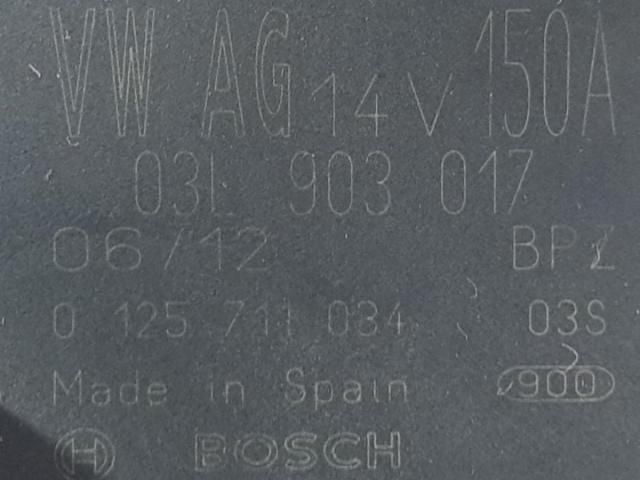 VW AG 14V 150A
03L 903 017
06/12 BPZ
0 125 711 034 03S
Made in Spain 900
BOSCH